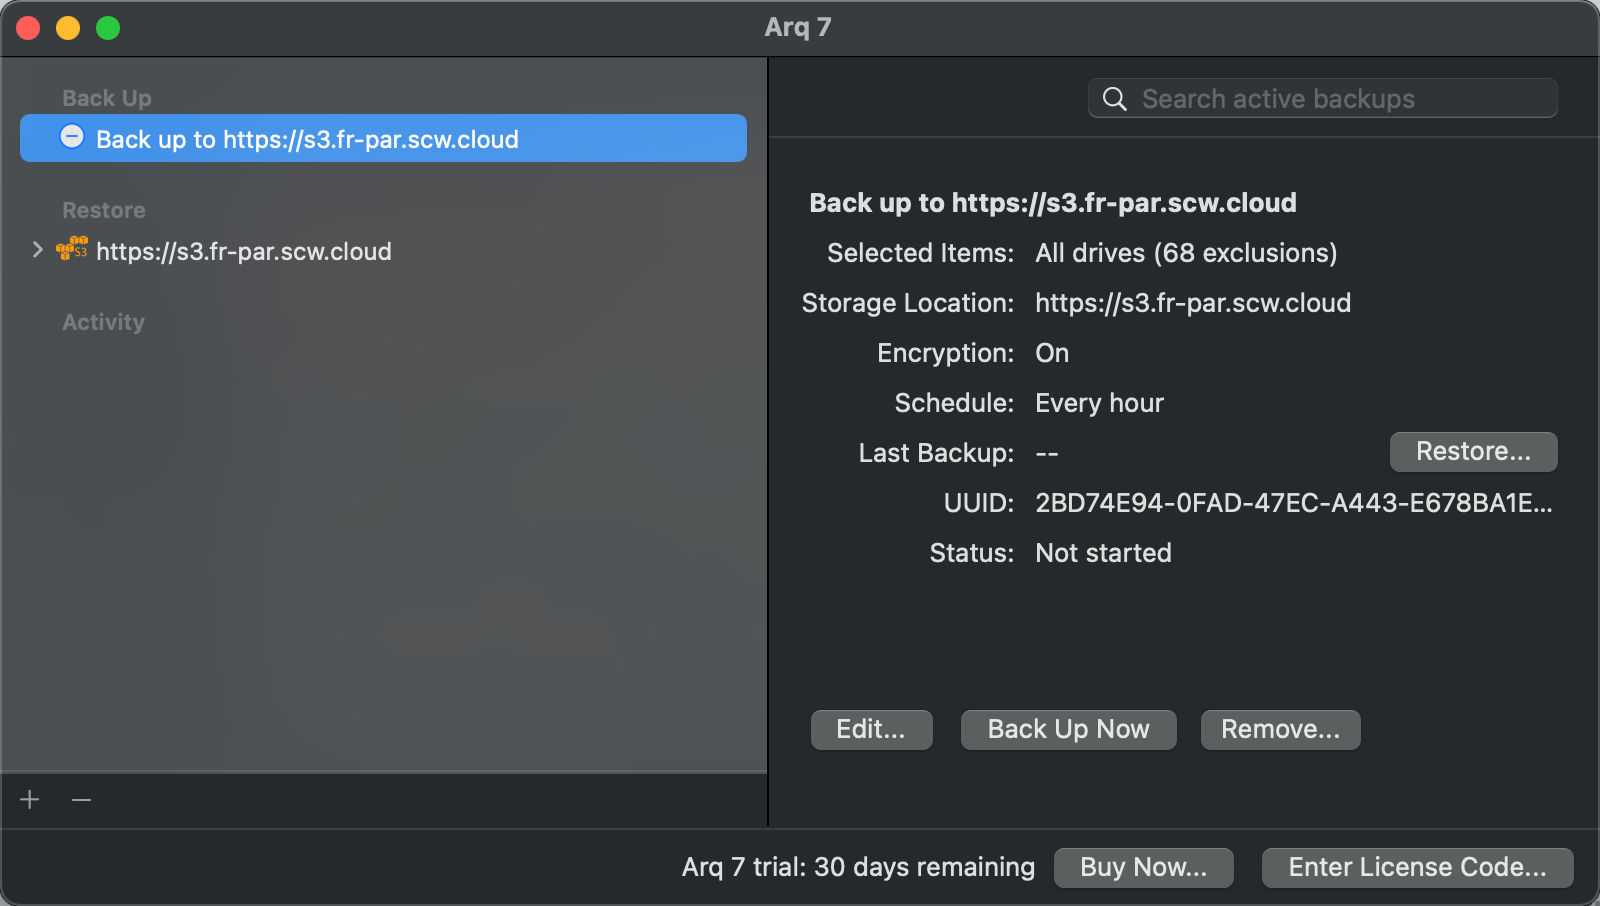 Arq 7
Back Up
Back up to https://s3.fr-par.scw.cloud
Restore
S3 https://s3.fr-par.scw.cloud
Activity
Search active backups
Back up to https://s3.fr-par.scw.cloud
Selected Items: All drives (68 exclusions)
Storage Location: https://s3.fr-par.scw.cloud
Encryption: On
Schedule: Every hour
Last Backup: -- Restore...
UUID: 2BD74E94-0FAD-47EC-A443-E678BA1E...
Status: Not started
Edit... Back Up Now Remove...
Arq 7 trial: 30 days remaining Buy Now... Enter License Code...